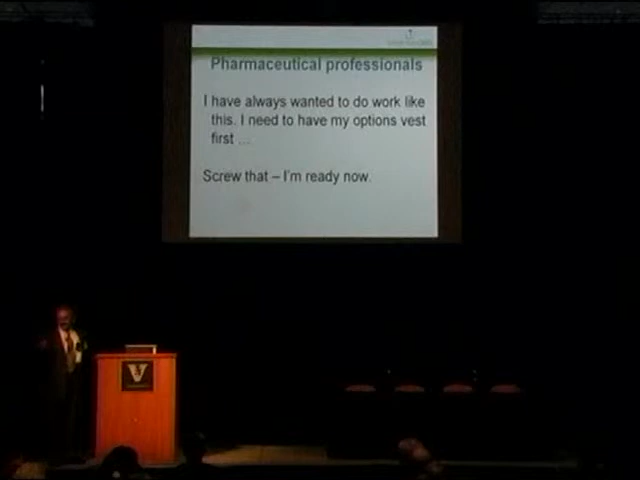 Pharmaceutical professionals
I have always wanted to do work like
this. I need to have my options vest
first ...
Screw that – I'm ready now.
V